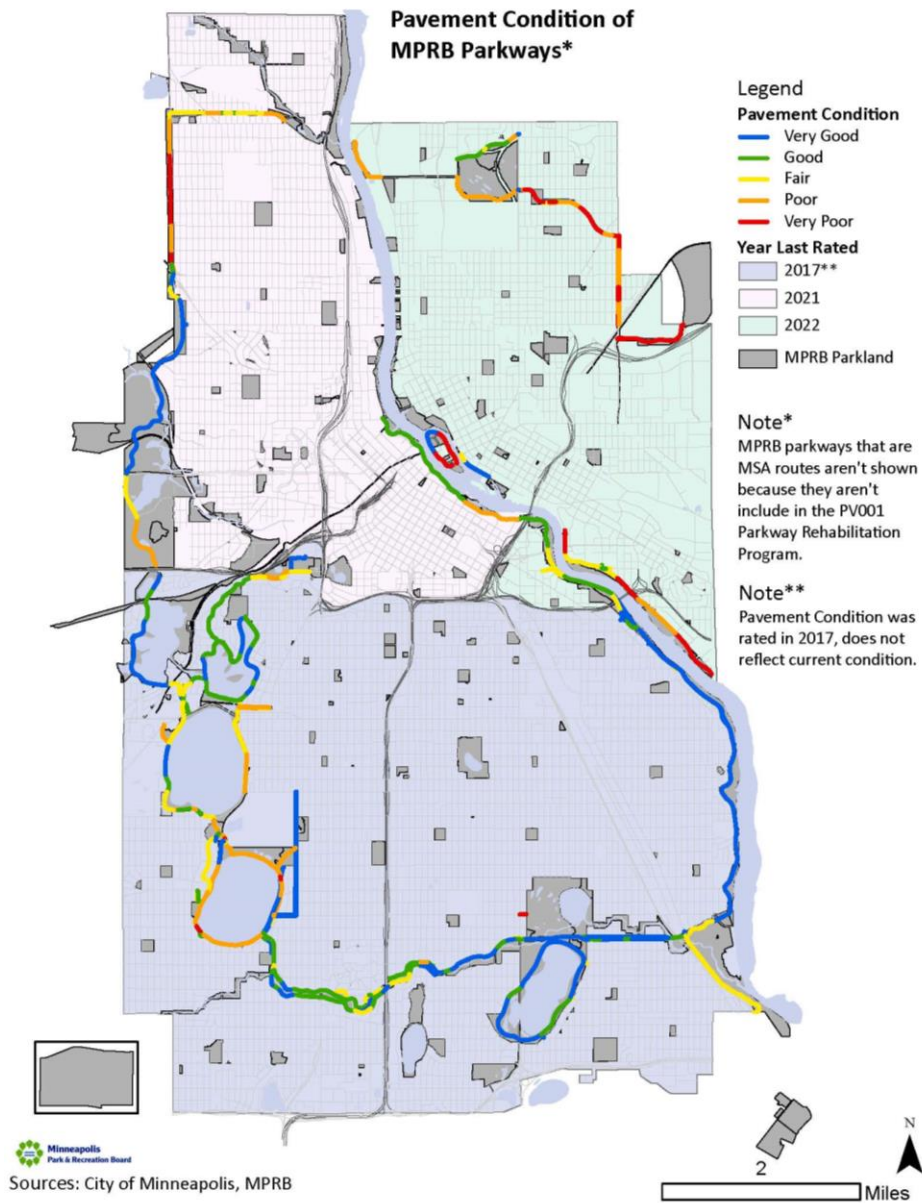 Pavement Condition of
MPRB Parkways*
Legend
Pavement Condition
Very Good
Good
Fair
Poor
Very Poor
Year Last Rated
2017**
2021
2022
MPRB Parkland
Note*
MPRB parkways that are
MSA routes aren't shown
because they aren't
include in the PV001
Parkway Rehabilitation
Program.
Note**
Pavement Condition was
rated in 2017, does not
reflect current condition.
Minneapolis
Park & Recreation Board
Sources: City of Minneapolis, MPRB
N
2
Miles